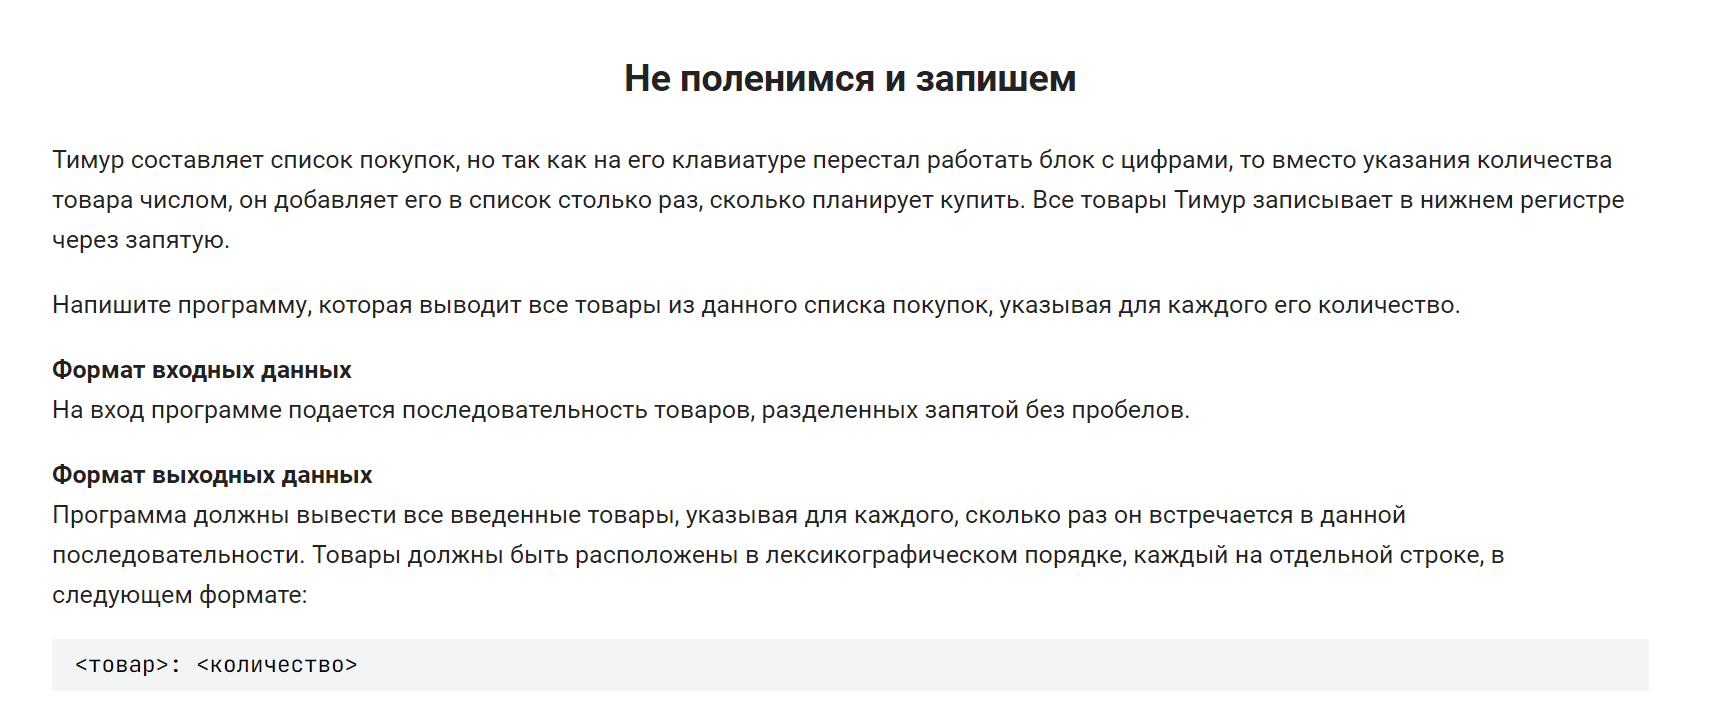 Не поленимся и запишем
Тимур составляет список покупок, но так как на его клавиатуре перестал работать блок с цифрами, то вместо указания количества
товара числом, он добавляет его в список столько раз, сколько планирует купить. Все товары Тимур записывает в нижнем регистре
через запятую.
Напишите программу, которая выводит все товары из данного списка покупок, указывая для каждого его количество.
Формат входных данных
На вход программе подается последовательность товаров, разделенных запятой без пробелов.
Формат выходных данных
Программа должны вывести все введенные товары, указывая для каждого, сколько раз он встречается в данной
последовательности. Товары должны быть расположены в лексикографическом порядке, каждый на отдельной строке, в
следующем формате:
<товар>: <количество>